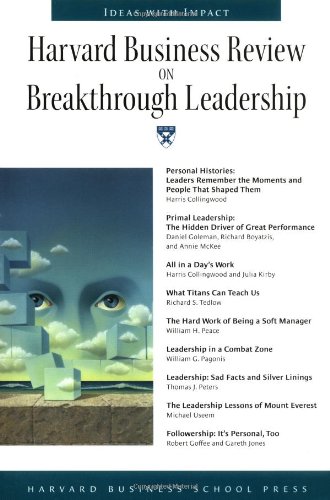 IDEAS WITH IMPACT
Harvard Business Review
ON
Breakthrough Leadership
Personal Histories:
Leaders Remember the Moments and
People That Shaped Them
Harris Collingwood
Primal Leadership:
The Hidden Driver of Great Performance
Daniel Goleman, Richard Boyatzis,
and Annie McKee
All in a Day's Work
Harris Collingwood and Julia Kirby
What Titans Can Teach Us
Richard S. Tedlow
The Hard Work of Being a Soft Manager
William H. Peace
Leadership in a Combat Zone
William G. Pagonis
Leadership: Sad Facts and Silver Linings
Thomas J. Peters
The Leadership Lessons of Mount Everest
Michael Useem
Followership: It's Personal, Too
Robert Goffee and Gareth Jones
HARVARD BUSINESS SCHOOL PRESS